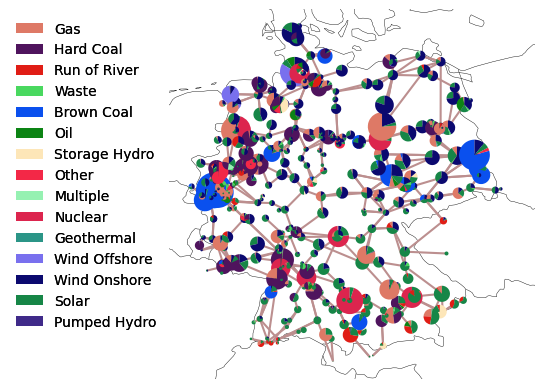 Gas
Hard Coal
Run of River
Waste
Brown Coal
Oil
Storage Hydro
Other
Multiple
Nuclear
Geothermal
Wind Offshore
Wind Onshore
Solar
Pumped Hydro